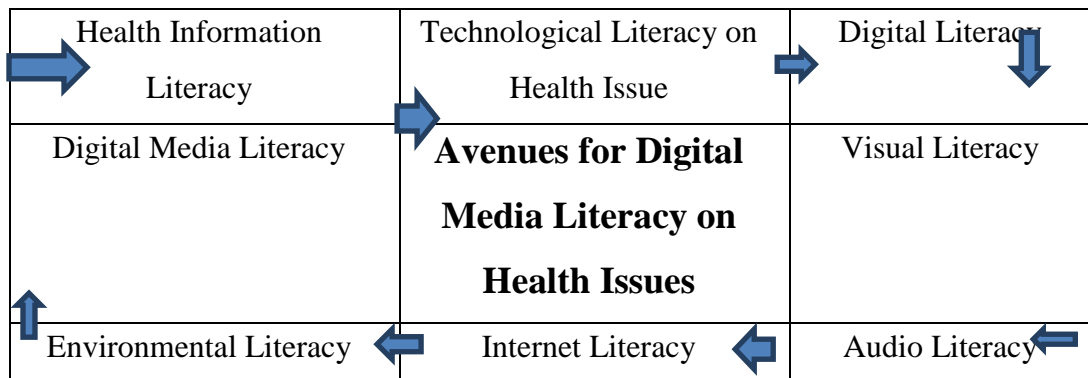 Health Information
Literacy
Technological Literacy on
Health Issue
Digital Literacy
Digital Media Literacy
Avenues for Digital
Media Literacy on
Health Issues
Visual Literacy
Environmental Literacy
Internet Literacy
Audio Literacy